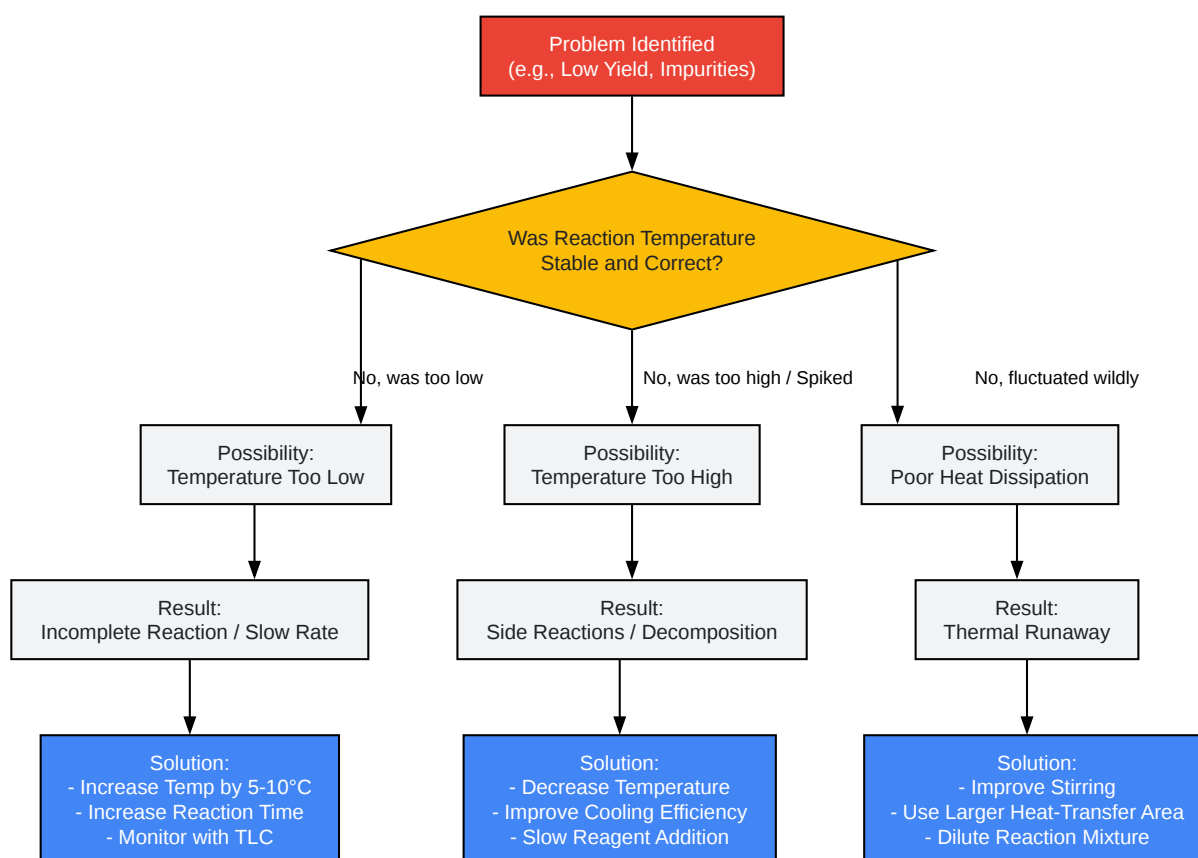 Problem Identified
(e.g., Low Yield, Impurities)
Was Reaction Temperature
Stable and Correct?
No, was too low
No, was too high / Spiked
No, fluctuated wildly
Possibility:
Temperature Too Low
Possibility:
Temperature Too High
Possibility:
Poor Heat Dissipation
Result:
Incomplete Reaction / Slow Rate
Result:
Side Reactions / Decomposition
Result:
Thermal Runaway
Solution:
- Increase Temp by 5-10°C
- Increase Reaction Time
- Monitor with TLC
Solution:
- Decrease Temperature
- Improve Cooling Efficiency
- Slow Reagent Addition
Solution:
- Improve Stirring
- Use Larger Heat-Transfer Area
- Dilute Reaction Mixture